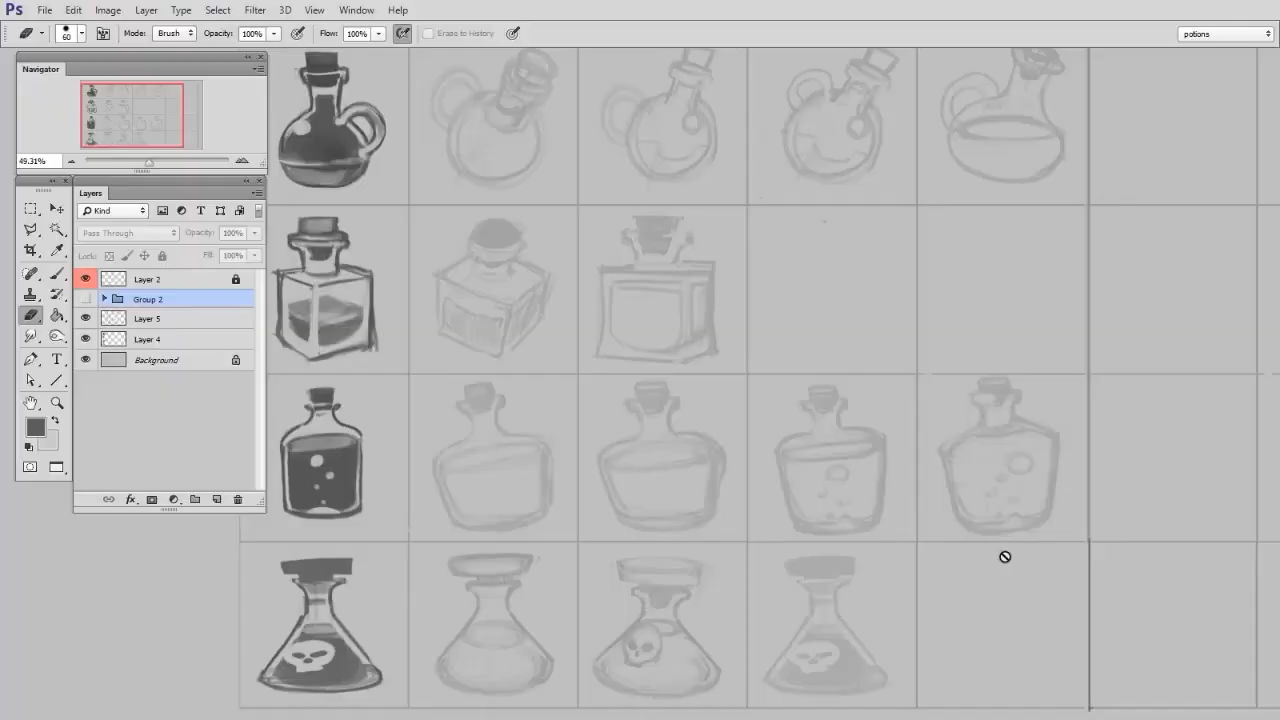 Ps File Edit Image Layer Type Select Filter 3D View Window Help
60 Mode: Brush Opacity: 100% Flow: 100% Erase to History potions
Navigator
49.31%
Layers
Kind
Pass Through Opacity: 100%
Lock: Fill: 100%
Layer 2
Group 2
Layer 5
Layer 4
Background